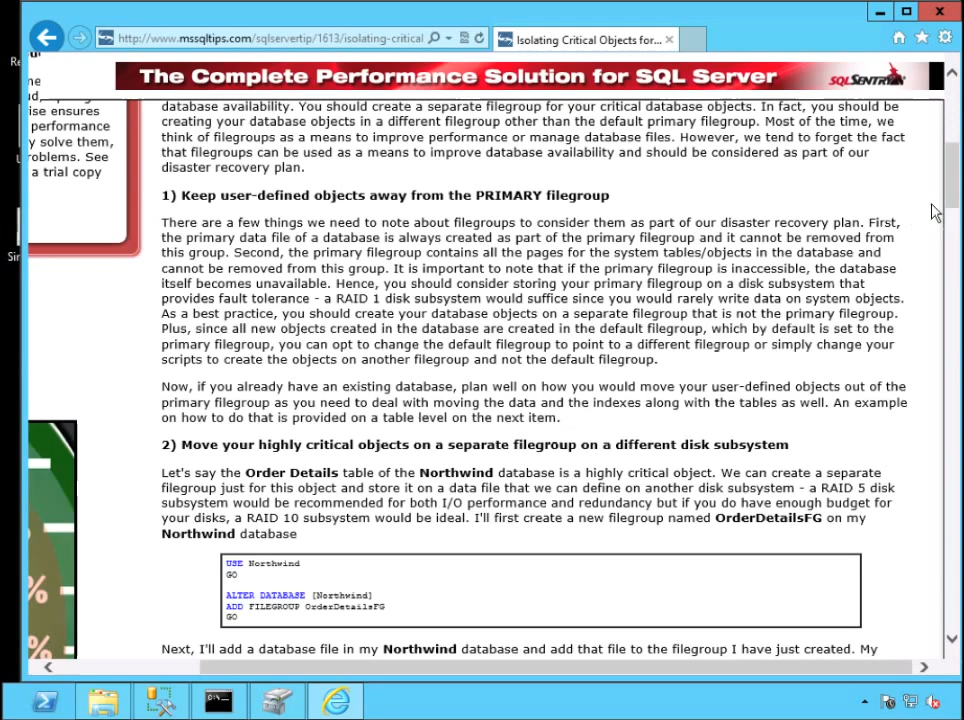 http://www.mssqltips.com/sqlservertip/1613/isolating-critical
Isolating Critical Objects for...
The Complete Performance Solution for SQL Server
SQL SENTRY
me
ise ensures
performance
y solve them,
roblems. See
a trial copy
database availability. You should create a separate filegroup for your critical database objects. In fact, you should be
creating your database objects in a different filegroup other than the default primary filegroup. Most of the time, we
think of filegroups as a means to improve performance or manage database files. However, we tend to forget the fact
that filegroups can be used as a means to improve database availability and should be considered as part of our
disaster recovery plan.
1) Keep user-defined objects away from the PRIMARY filegroup
There are a few things we need to note about filegroups to consider them as part of our disaster recovery plan. First,
the primary data file of a database is always created as part of the primary filegroup and it cannot be removed from
this group. Second, the primary filegroup contains all the pages for the system tables/objects in the database and
cannot be removed from this group. It is important to note that if the primary filegroup is inaccessible, the database
itself becomes unavailable. Hence, you should consider storing your primary filegroup on a disk subsystem that
provides fault tolerance - a RAID 1 disk subsystem would suffice since you would rarely write data on system objects.
As a best practice, you should create your database objects on a separate filegroup that is not the primary filegroup.
Plus, since all new objects created in the database are created in the default filegroup, which by default is set to the
primary filegroup, you can opt to change the default filegroup to point to a different filegroup or simply change your
scripts to create the objects on another filegroup and not the default filegroup.
Now, if you already have an existing database, plan well on how you would move your user-defined objects out of the
primary filegroup as you need to deal with moving the data and the indexes along with the tables as well. An example
on how to do that is provided on a table level on the next item.
2) Move your highly critical objects on a separate filegroup on a different disk subsystem
Let's say the Order Details table of the Northwind database is a highly critical object. We can create a separate
filegroup just for this object and store it on a data file that we can define on another disk subsystem - a RAID 5 disk
subsystem would be recommended for both I/O performance and redundancy but if you do have enough budget for
your disks, a RAID 10 subsystem would be ideal. I'll first create a new filegroup named OrderDetailsFG on my
Northwind database
USE Northwind
GO
ALTER DATABASE [Northwind]
ADD FILEGROUP OrderDetailsFG
GO
Next, I'll add a database file in my Northwind database and add that file to the filegroup I have just created. My
%
%